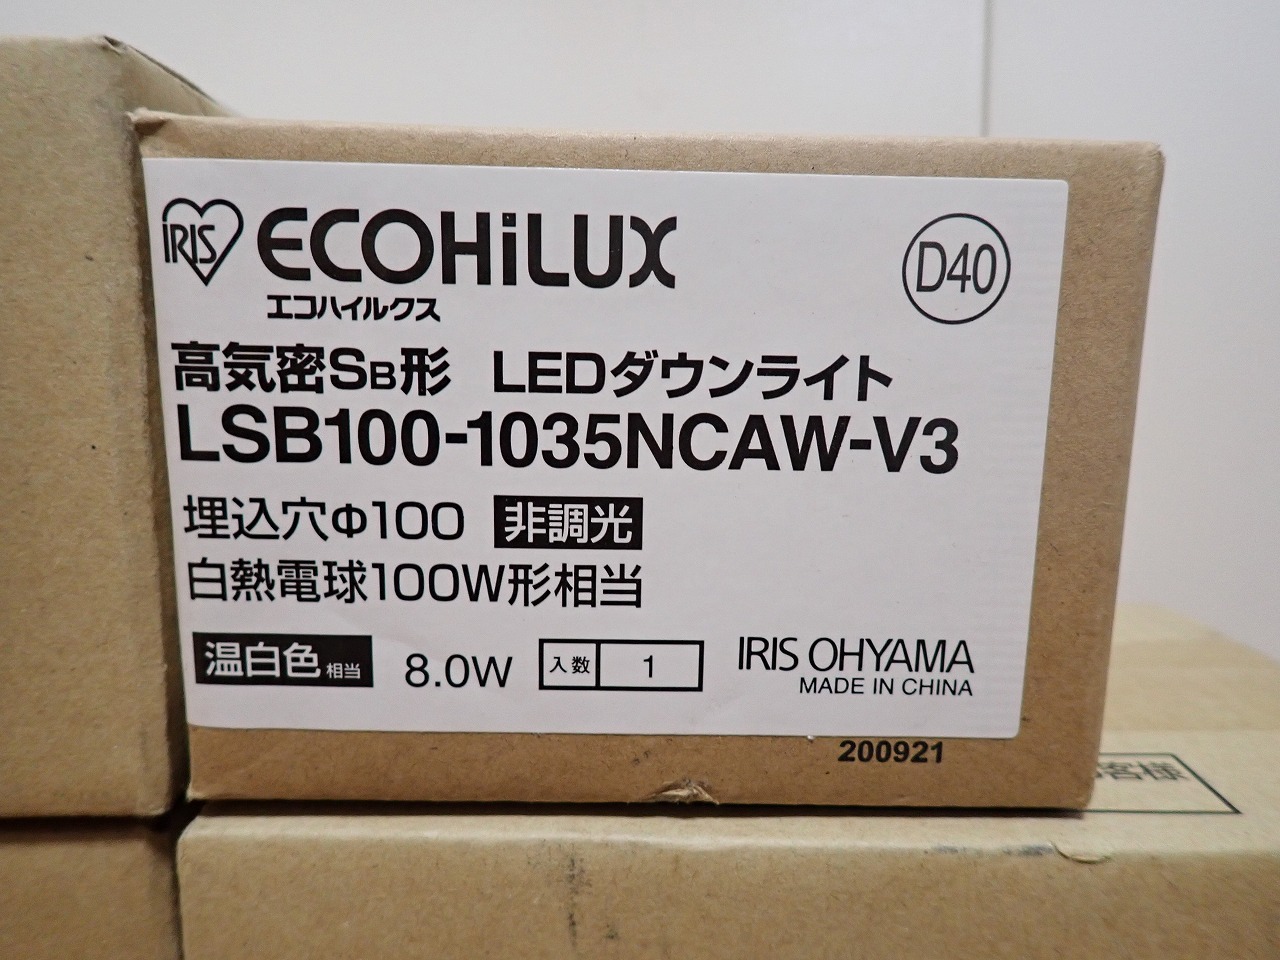 IRIS ECOHiLUX
エコハイルクス
D40
高気密SB形 LEDダウンライト
LSB100-1035NCAW-V3
埋込穴Φ100 非調光
白熱電球100W形相当
温白色相当 8.0W 入数 1
IRIS OHYAMA
MADE IN CHINA
200921
客様